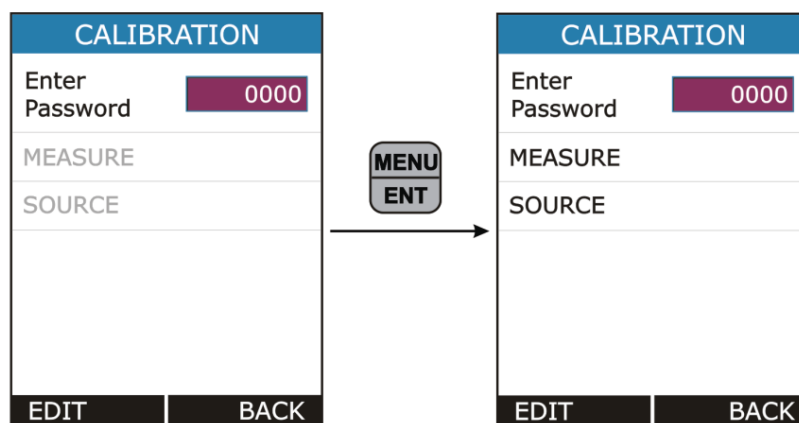 CALIBRATION
Enter
Password
0000
MEASURE
SOURCE
EDIT
BACK
MENU
ENT
CALIBRATION
Enter
Password
0000
MEASURE
SOURCE
EDIT
BACK